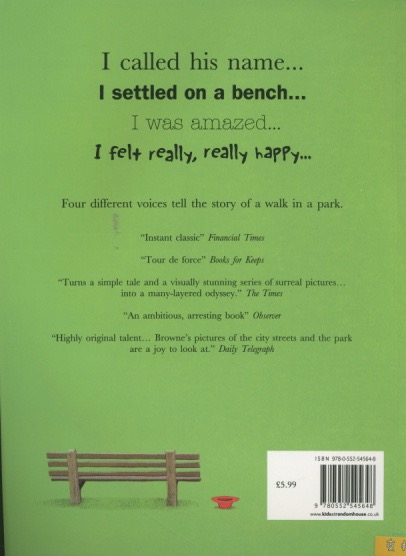 I called his name...
I settled on a bench...
I was amazed...
I felt really, really happy...
Four different voices tell the story of a walk in a park.
“Instant classic” Financial Times
“Tour de force” Books for Keeps
“Turns a simple tale and a visually stunning series of surreal pictures...
into a many-layered odyssey.” The Times
“An ambitious, arresting book” Observer
“Highly original talent... Browne's pictures of the city streets and the park
are a joy to look at.” Daily Telegraph
ISBN 978-0-552-54564-8
£5.99
9 780552 545648
www.kidsatrandomhouse.co.uk